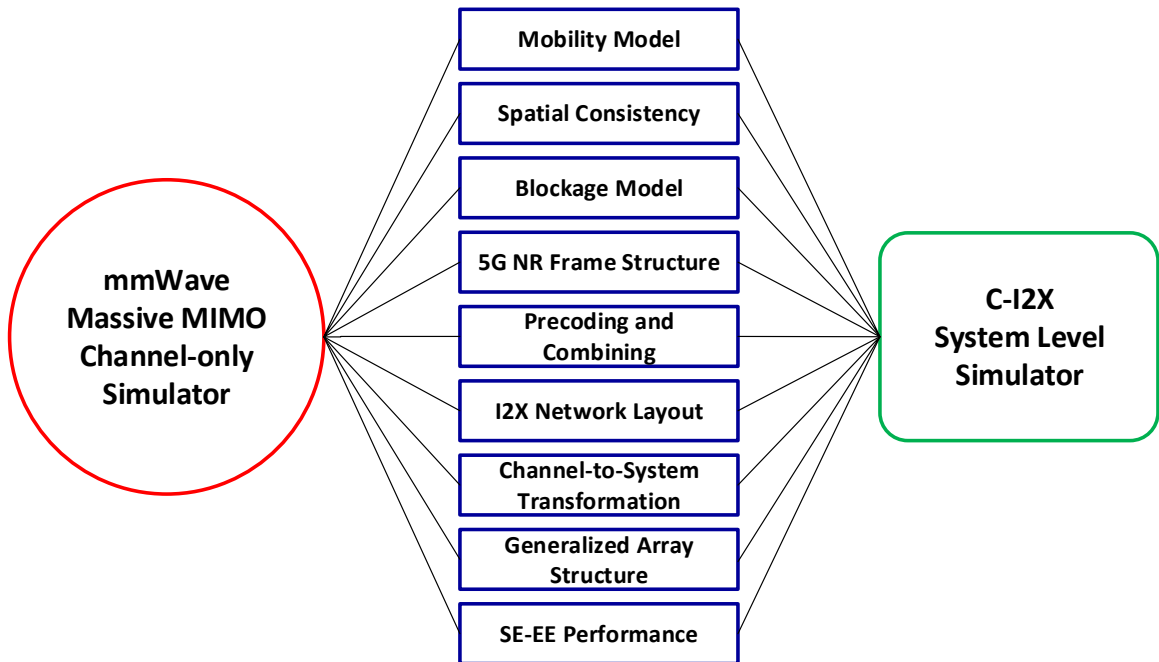 mmWave
Massive MIMO
Channel-only
Simulator
Mobility Model
Spatial Consistency
Blockage Model
5G NR Frame Structure
Precoding and
Combining
I2X Network Layout
Channel-to-System
Transformation
Generalized Array
Structure
SE-EE Performance
C-I2X
System Level
Simulator